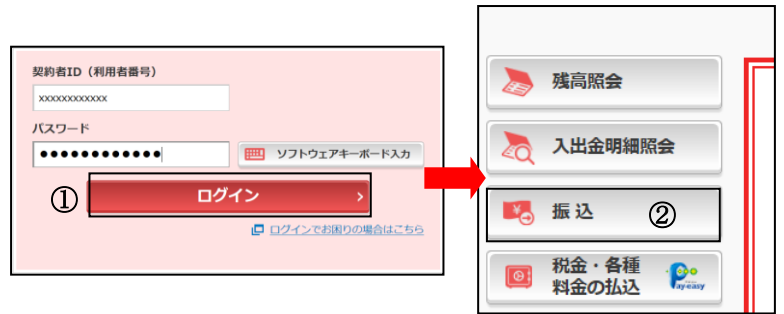 契約者ID（利用者番号）
xxxxxxxxxxxx
パスワード
●●●●●●●●●●●●
ソフトウェアキーボード入力
①
ログイン
ログインでお困りの場合はこちら
残高照会
入出金明細照会
振込
②
税金・各種
料金の払込
Pay-easy